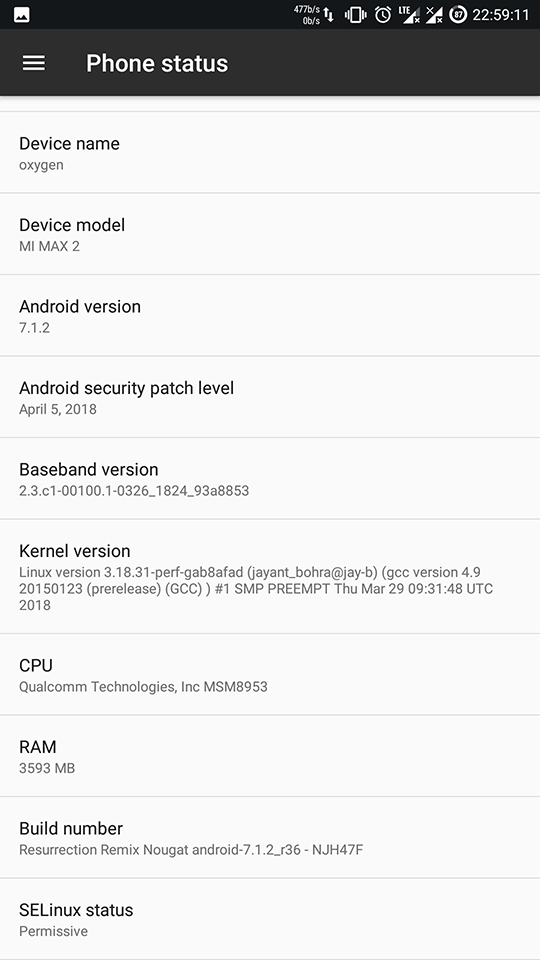 477b/s
0b/s
LTE
87
22:59:11
Phone status
Device name
oxygen
Device model
MI MAX 2
Android version
7.1.2
Android security patch level
April 5, 2018
Baseband version
2.3.c1-00100.1-0326_1824_93a8853
Kernel version
Linux version 3.18.31-perf-gab8afad (jayant_bohra@jay-b) (gcc version 4.9
20150123 (prerelease) (GCC) ) #1 SMP PREEMPT Thu Mar 29 09:31:48 UTC
2018
CPU
Qualcomm Technologies, Inc MSM8953
RAM
3593 MB
Build number
Resurrection Remix Nougat android-7.1.2_r36 - NJH47F
SELinux status
Permissive